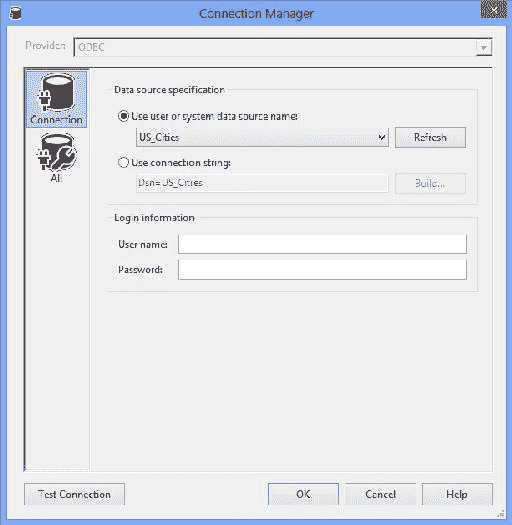 Connection Manager
Provider: ODBC
Connection
All
Data source specification
Use user or system data source name:
US_Cities Refresh
Use connection string:
Dsn=US_Cities Build...
Login information
User name:
Password:
Test Connection OK Cancel Help